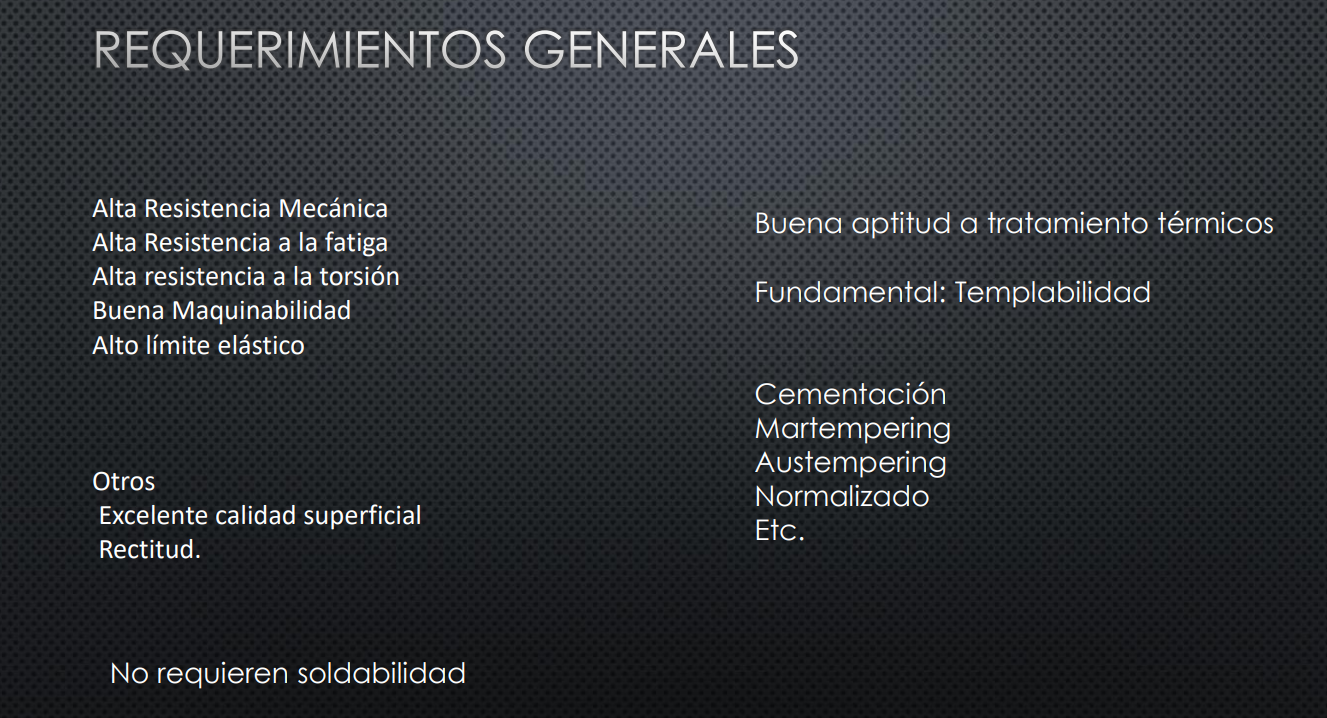 REQUERIMIENTOS GENERALES
Alta Resistencia Mecánica
Alta Resistencia a la fatiga
Alta resistencia a la torsión
Buena Maquinabilidad
Alto límite elástico
Otros
Excelente calidad superficial
Rectitud.
No requieren soldabilidad
Buena aptitud a tratamiento térmicos
Fundamental: Templabilidad
Cementación
Martempering
Austempering
Normalizado
Etc.